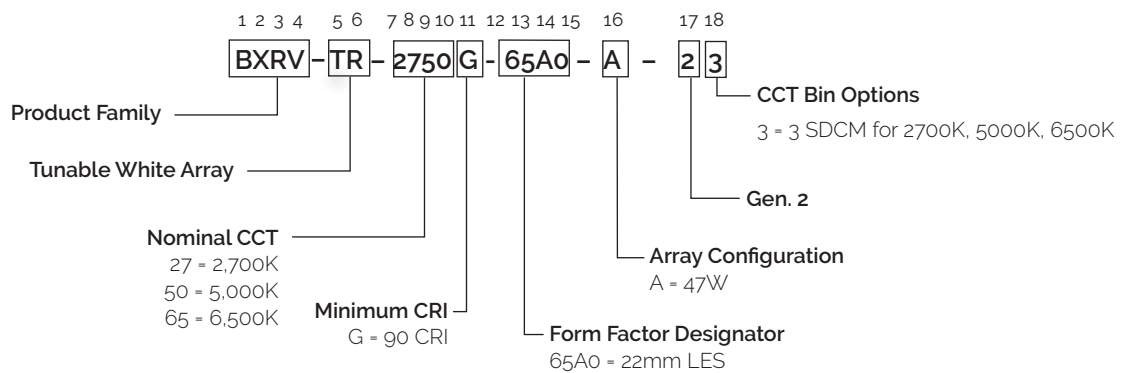 1 2 3 4 5 6 7 8 9 10 11 12 13 14 15 16 17 18
BXRV – TR – 2750 G - 65A0 – A – 2 3
Product Family
Tunable White Array
Nominal CCT
27 = 2,700K
50 = 5,000K
65 = 6,500K
Minimum CRI
G = 90 CRI
Form Factor Designator
65A0 = 22mm LES
Array Configuration
A = 47W
Gen. 2
CCT Bin Options
3 = 3 SDCM for 2700K, 5000K, 6500K